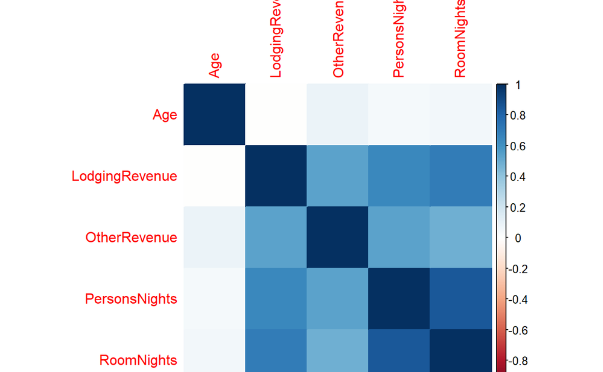 Age
LodgingReve
OtherReven
PersonsNigh
RoomNights
Age
LodgingRevenue
OtherRevenue
PersonsNights
RoomNights
1
0.8
0.6
0.4
0.2
0
-0.2
-0.4
-0.6
-0.8